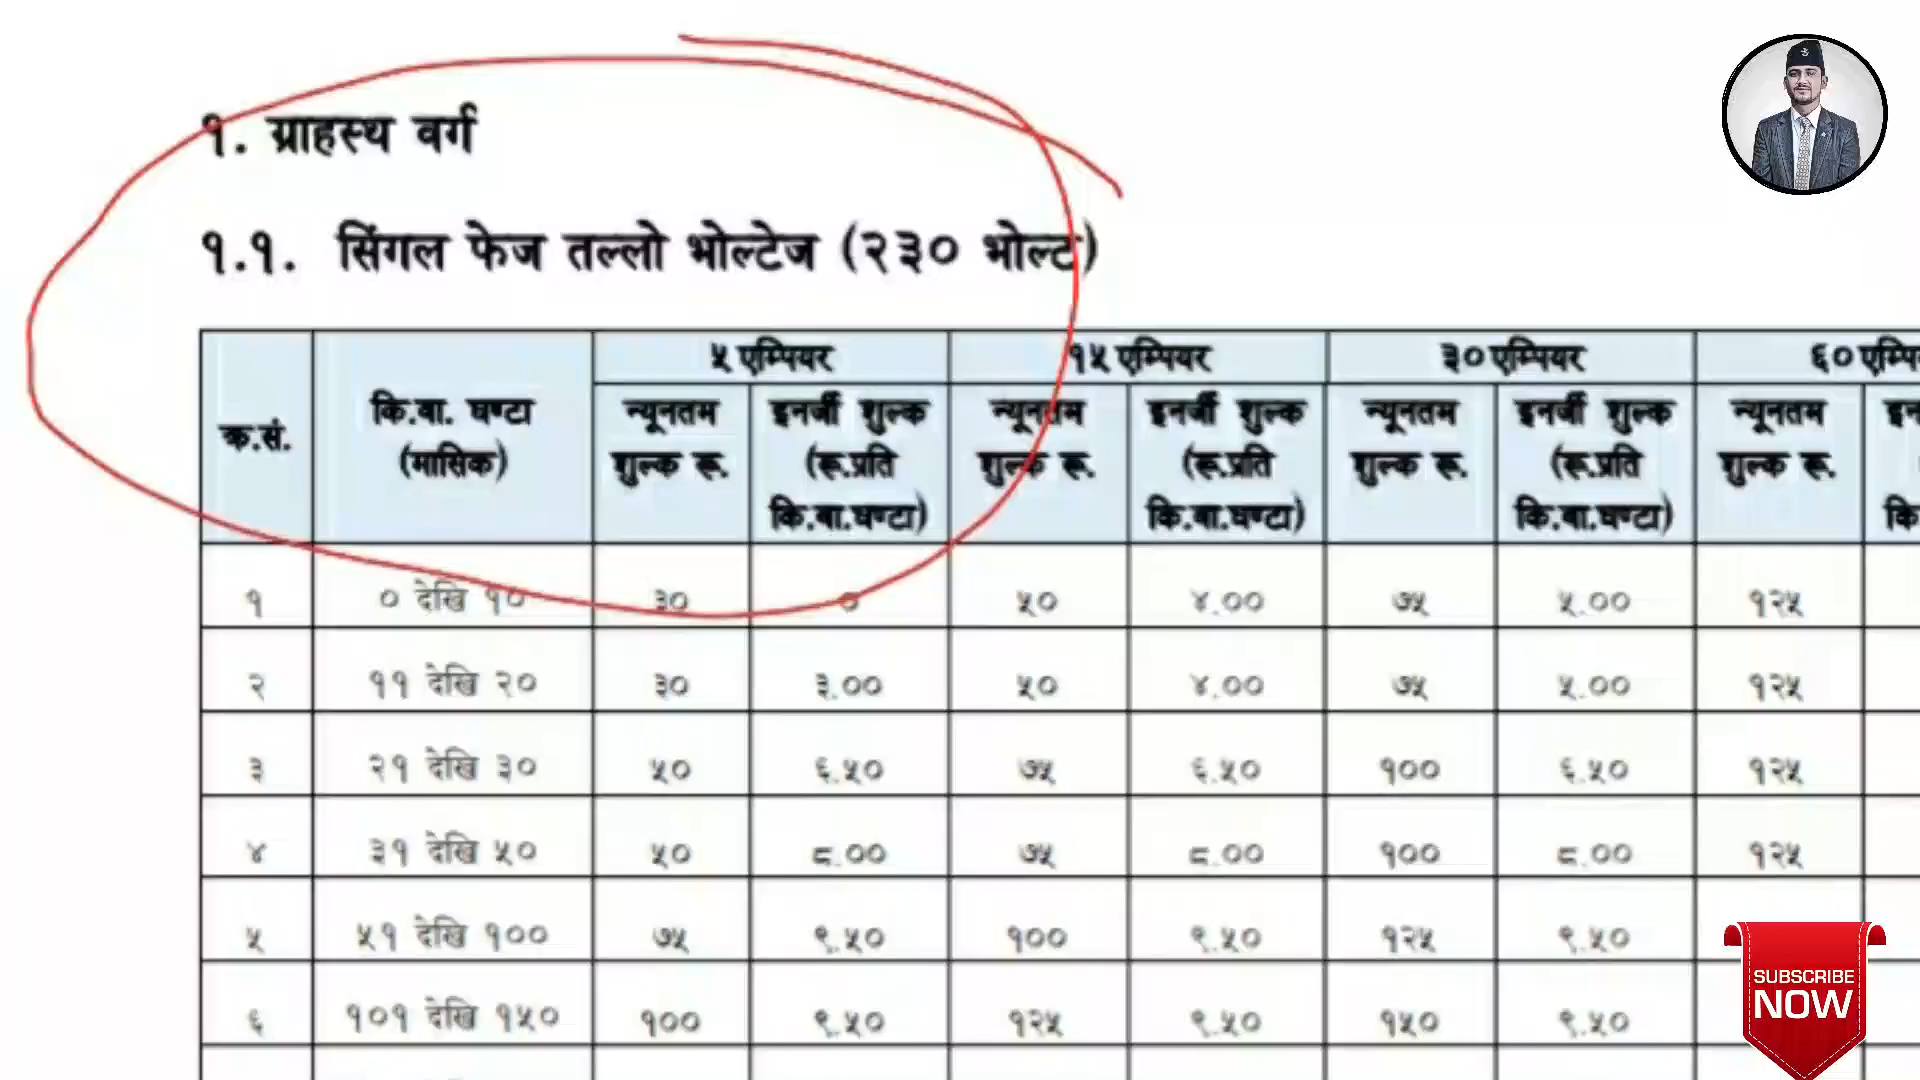 १. ग्राहस्थ वर्ग
१.१. सिंगल फेज तल्लो भोल्टेज (२३० भोल्ट)
क.सं. कि.वा. घण्टा (मासिक) ५ एम्पियर १५ एम्पियर ३० एम्पियर ६०
न्यूनतम शुल्क रू. इनर्जी शुल्क (रू.प्रति कि.वा.घण्टा) न्यूनतम शुल्क रू. इनर्जी शुल्क (रू.प्रति कि.वा.घण्टा) न्यूनतम शुल्क रू. इनर्जी शुल्क (रू.प्रति कि.वा.घण्टा) न्यूनतम शुल्क रू.
१ ० देखि १० ३० ० ५० ४.०० ७५ ५.०० १२५
२ ११ देखि २० ३० ३.०० ५० ४.०० ७५ ५.०० १२५
३ २१ देखि ३० ५० ६.५० ७५ ६.५० १०० ६.५० १२५
४ ३१ देखि ५० ५० ८.०० ७५ ८.०० १०० ८.०० १२५
५ ५१ देखि १०० ७५ ९.५० १०० ९.५० १२५ ९.५०
६ १०१ देखि १५० १०० ९.५० १२५ ९.५० १५० ९.५०
SUBSCRIBE
NOW